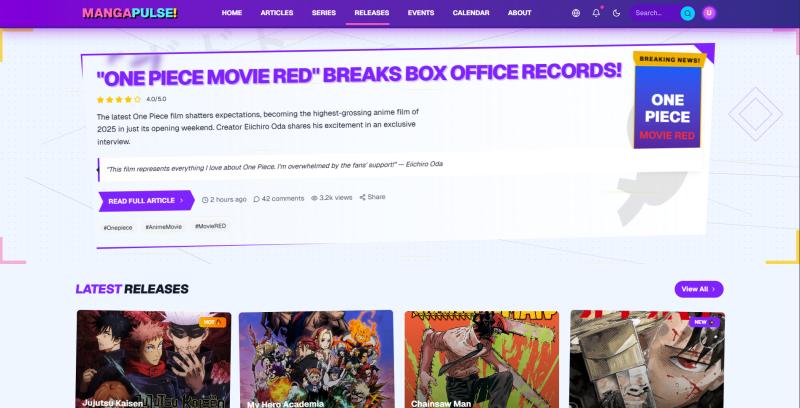 MANGAPULSE!
HOME ARTICLES SERIES RELEASES EVENTS CALENDAR ABOUT
Search...
U
BREAKING NEWS!
"ONE PIECE MOVIE RED" BREAKS BOX OFFICE RECORDS!
4.0/5.0
The latest One Piece film shatters expectations, becoming the highest-grossing anime film of
2025 in just its opening weekend. Creator Eiichiro Oda shares his excitement in an exclusive
interview.
ONE
PIECE
MOVIE RED
"This film represents everything I love about One Piece. I'm overwhelmed by the fans' support!" — Eiichiro Oda
READ FULL ARTICLE
2 hours ago 42 comments 3.2k views Share
#Onepiece #AnimeMovie #MovieRED
LATEST RELEASES
View All
HOT
NEW
Jujutsu Kaisen
My Hero Academia
Chainsaw Man